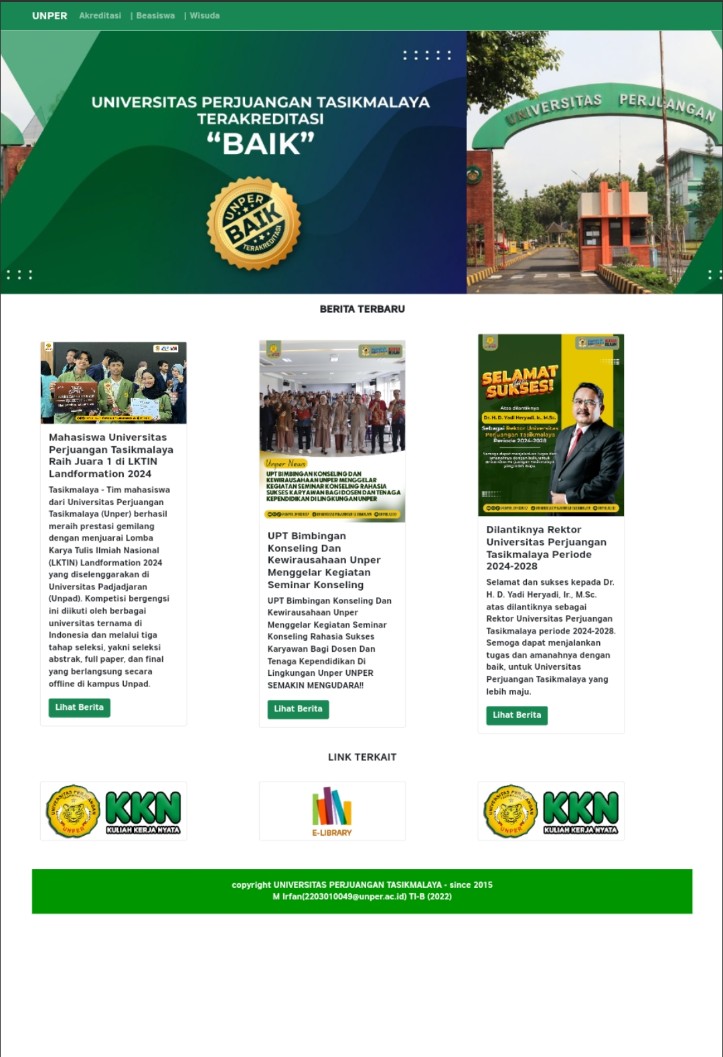 UNPER Akreditasi | Beasiswa | Wisuda
UNIVERSITAS PERJUANGAN TASIKMALAYA
TERAKREDITASI
“BAIK”
UNPER
BAIK
TERAKREDITASI
UNIVERSITAS PERJUANGAN
BERITA TERBARU
Mahasiswa Universitas
Perjuangan Tasikmalaya
Raih Juara 1 di LKTIN
Landformation 2024
Tasikmalaya - Tim mahasiswa
dari Universitas Perjuangan
Tasikmalaya (Unper) berhasil
meraih prestasi gemilang
dengan menjuarai Lomba
Karya Tulis Ilmiah Nasional
(LKTIN) Landformation 2024
yang diselenggarakan di
Universitas Padjadjaran
(Unpad). Kompetisi bergengsi
ini diikuti oleh berbagai
universitas ternama di
Indonesia dan melalui tiga
tahap seleksi, yakni seleksi
abstrak, full paper, dan final
yang berlangsung secara
offline di kampus Unpad.
Lihat Berita
Unper News
UPT BIMBINGAN KONSELING DAN
KEWIRAUSAHAAN UNPER MENGGELAR
KEGIATAN SEMINAR KONSELING RAHASIA
SUKSES KARYAWAN BAGI DOSEN DAN TENAGA
KEPENDIDIKAN DI LINGKUNGAN UNPER
UPT Bimbingan
Konseling Dan
Kewirausahaan Unper
Menggelar Kegiatan
Seminar Konseling
UPT Bimbingan Konseling Dan
Kewirausahaan Unper
Menggelar Kegiatan Seminar
Konseling Rahasia Sukses
Karyawan Bagi Dosen Dan
Tenaga Kependidikan Di
Lingkungan Unper UNPER
SEMAKIN MENGUDARA!!
Lihat Berita
SELAMAT
SUKSES!
Atas dilantiknya
Dr. H. D. Yadi Heryadi, Ir., M.Sc.
Sebagai Rektor Universitas
Perjuangan Tasikmalaya
Periode 2024-2028
Dilantiknya Rektor
Universitas Perjuangan
Tasikmalaya Periode
2024-2028
Selamat dan sukses kepada Dr.
H. D. Yadi Heryadi, Ir., M.Sc.
atas dilantiknya sebagai
Rektor Universitas Perjuangan
Tasikmalaya periode 2024-2028.
Semoga dapat menjalankan
tugas dan amanahnya dengan
baik, untuk Universitas
Perjuangan Tasikmalaya yang
lebih maju.
Lihat Berita
LINK TERKAIT
UNIVERSITAS PERJUANGAN
UNPER
KKN
KULIAH KERJA NYATA
E-LIBRARY
UNIVERSITAS PERJUANGAN
UNPER
KKN
KULIAH KERJA NYATA
copyright UNIVERSITAS PERJUANGAN TASIKMALAYA - since 2015
M Irfan(2203010049@unper.ac.id) TI-B (2022)